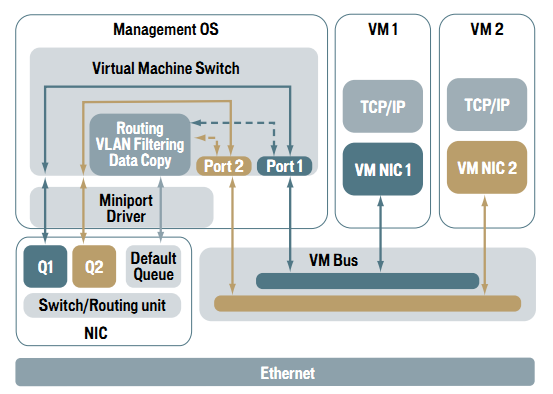 Management OS
VM 1
VM 2
Virtual Machine Switch
TCP/IP
TCP/IP
Routing
VLAN Filtering
Data Copy
Port 2
Port 1
VM NIC 1
VM NIC 2
Miniport
Driver
Q1
Q2
Default
Queue
VM Bus
Switch/Routing unit
NIC
Ethernet